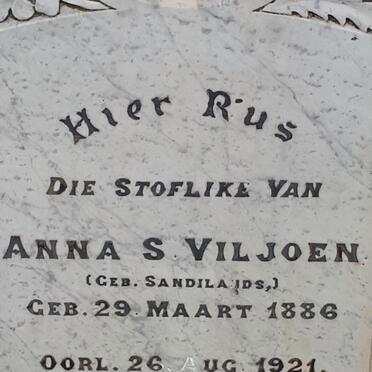 Hier Rus
DIE STOFLIKE VAN
ANNA S. VILJOEN
(GEB. SANDILANDS,)
GEB. 29. MAART 1886
OORL. 26. AUG. 1921.